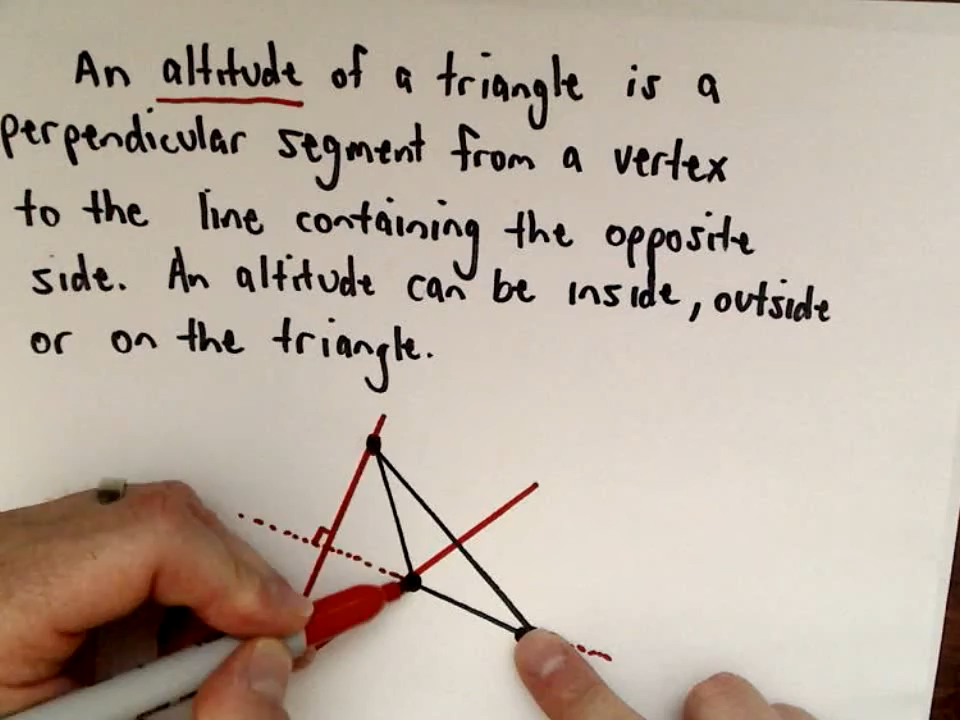 An altitude of a triangle is a
perpendicular segment from a vertex
to the line containing the opposite
side. An altitude can be inside, outside
or on the triangle.